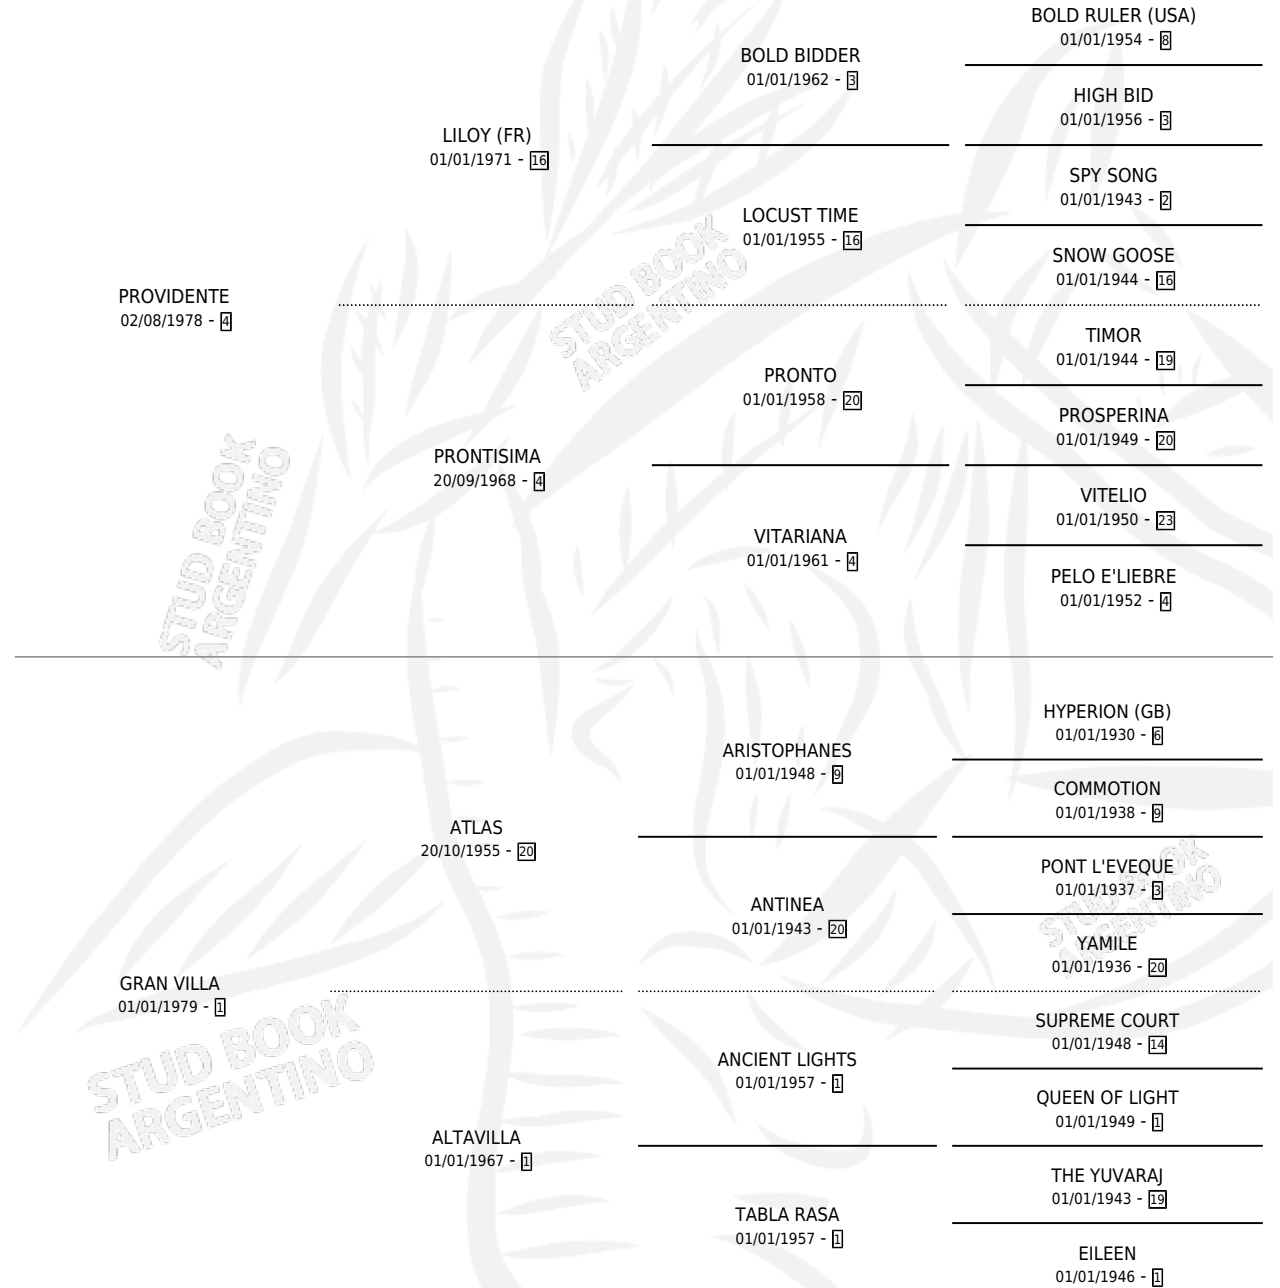 BOLD RULER (USA)
01/01/1954 - 8
BOLD BIDDER
01/01/1962 - 3
HIGH BID
01/01/1956 - 3
LILOY (FR)
01/01/1971 - 16
SPY SONG
01/01/1943 - 2
LOCUST TIME
01/01/1955 - 16
SNOW GOOSE
01/01/1944 - 16
PROVIDENTE
02/08/1978 - 4
TIMOR
01/01/1944 - 19
PRONTO
01/01/1958 - 20
PROSPERINA
01/01/1949 - 20
PRONTISIMA
20/09/1968 - 4
VITELIO
01/01/1950 - 23
VITARIANA
01/01/1961 - 4
PELO E'LIEBRE
01/01/1952 - 4
STUD BOOK
ARGENTINO
STUD BOOK
ARGENTINO
HYPERION (GB)
01/01/1930 - 6
ARISTOPHANES
01/01/1948 - 9
COMMOTION
01/01/1938 - 9
ATLAS
20/10/1955 - 20
PONT L'EVEQUE
01/01/1937 - 3
ANTINEA
01/01/1943 - 20
YAMILE
01/01/1936 - 20
STUD BOOK
ARGENTINO
GRAN VILLA
01/01/1979 - 1
SUPREME COURT
01/01/1948 - 14
ANCIENT LIGHTS
01/01/1957 - 1
QUEEN OF LIGHT
01/01/1949 - 1
STUD BOOK
ARGENTINO
ALTAVILLA
01/01/1967 - 1
THE YUVARAJ
01/01/1943 - 19
TABLA RASA
01/01/1957 - 1
EILEEN
01/01/1946 - 1